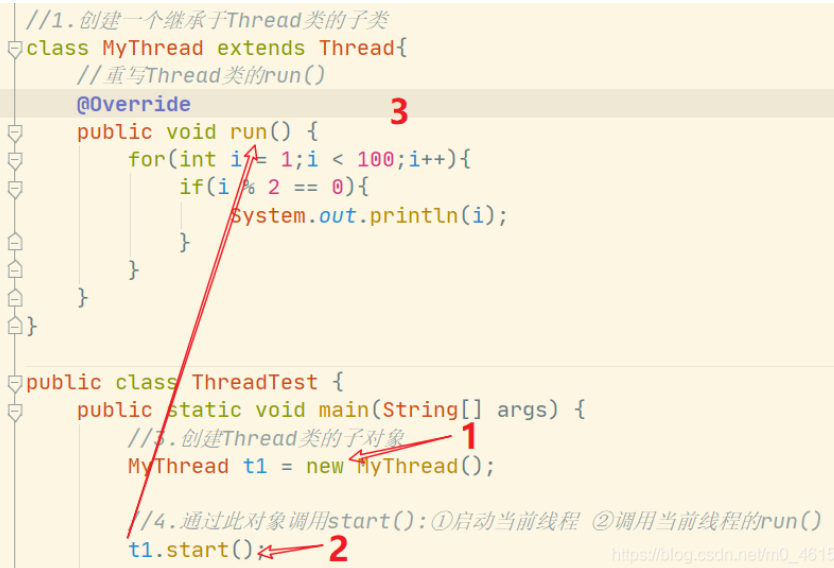 //1.创建一个继承于Thread类的子类
class MyThread extends Thread{
//重写Thread类的run()
@Override
3
public void run() {
for(int i = 1;i < 100;i++){
if(i % 2 == 0){
System.out.println(i);
}
}
}
}
public class ThreadTest {
public static void main(String[] args) {
//3.创建Thread类的子对象
1
MyThread t1 = new MyThread();
//4.通过此对象调用start():①启动当前线程 ②调用当前线程的run()
t1.start();
2
https://blog.csdn.net/m0_4615